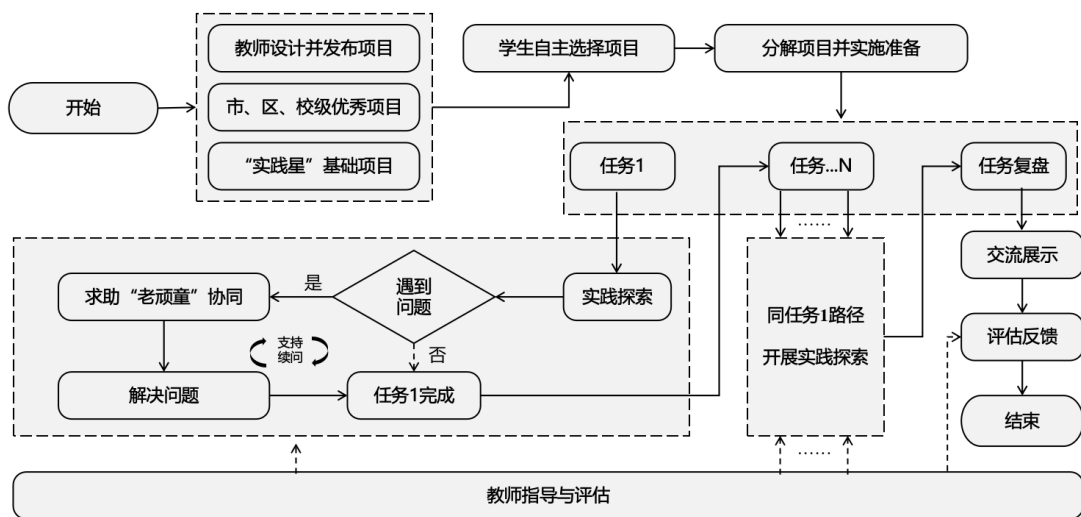 教师设计并发布项目
学生自主选择项目
分解项目并实施准备
开始
市、区、校级优秀项目
“实践星”基础项目
任务1
任务...N
任务复盘
......
交流展示
求助“老顽童”协同
是
遇到
问题
实践探索
同任务1路径
开展实践探索
支持
续问
否
评估反馈
解决问题
任务1完成
结束
......
教师指导与评估